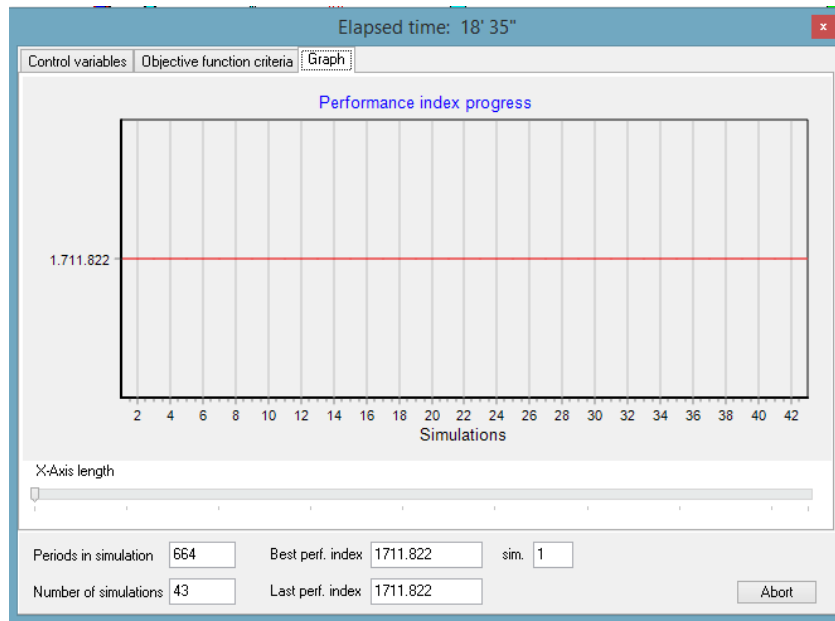 Elapsed time: 18' 35"
x
Control variables Objective function criteria Graph
Performance index progress
1.711.822
2 4 6 8 10 12 14 16 18 20 22 24 26 28 30 32 34 36 38 40 42
Simulations
X-Axis length
Periods in simulation 664 Best perf. index 1711.822 sim. 1
Number of simulations 43 Last perf. index 1711.822 Abort